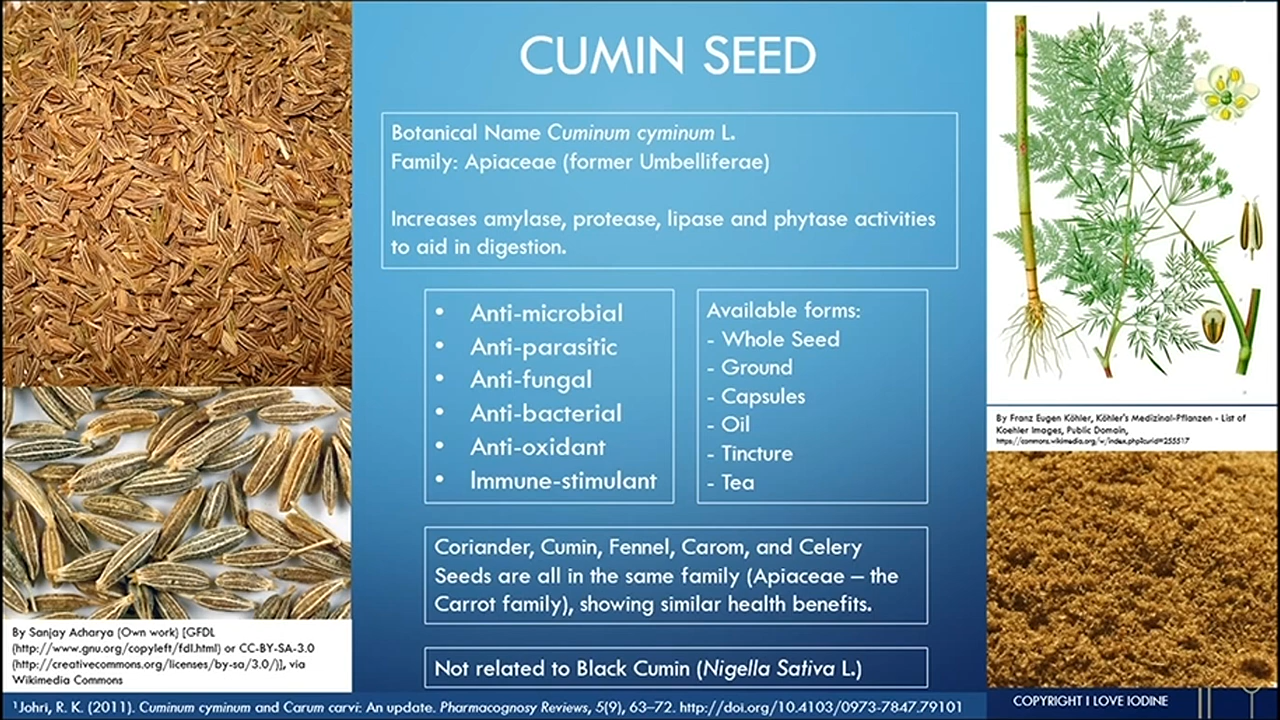 CUMIN SEED
Botanical Name Cuminum cyminum L.
Family: Apiaceae (former Umbelliferae)
Increases amylase, protease, lipase and phytase activities
to aid in digestion.
• Anti-microbial
• Anti-parasitic
• Anti-fungal
• Anti-bacterial
• Anti-oxidant
• Immune-stimulant
Available forms:
- Whole Seed
- Ground
- Capsules
- Oil
- Tincture
- Tea
Coriander, Cumin, Fennel, Carom, and Celery
Seeds are all in the same family (Apiaceae – the
Carrot family), showing similar health benefits.
Not related to Black Cumin (Nigella Sativa L.)
By Franz Eugen Köhler, Köhler's Medizinal-Pflanzen - List of
Koehler Images, Public Domain,
https://commons.wikimedia.org/w/index.php?curid=255517
By Sanjay Acharya (Own work) [GFDL
(http://www.gnu.org/copyleft/fdl.html) or CC-BY-SA-3.0
(http://creativecommons.org/licenses/by-sa/3.0/)], via
Wikimedia Commons
¹Johri, R. K. (2011). Cuminum cyminum and Carum carvi: An update. Pharmacognosy Reviews, 5(9), 63–72. http://doi.org/10.4103/0973-7847.79101
COPYRIGHT I LOVE IODINE